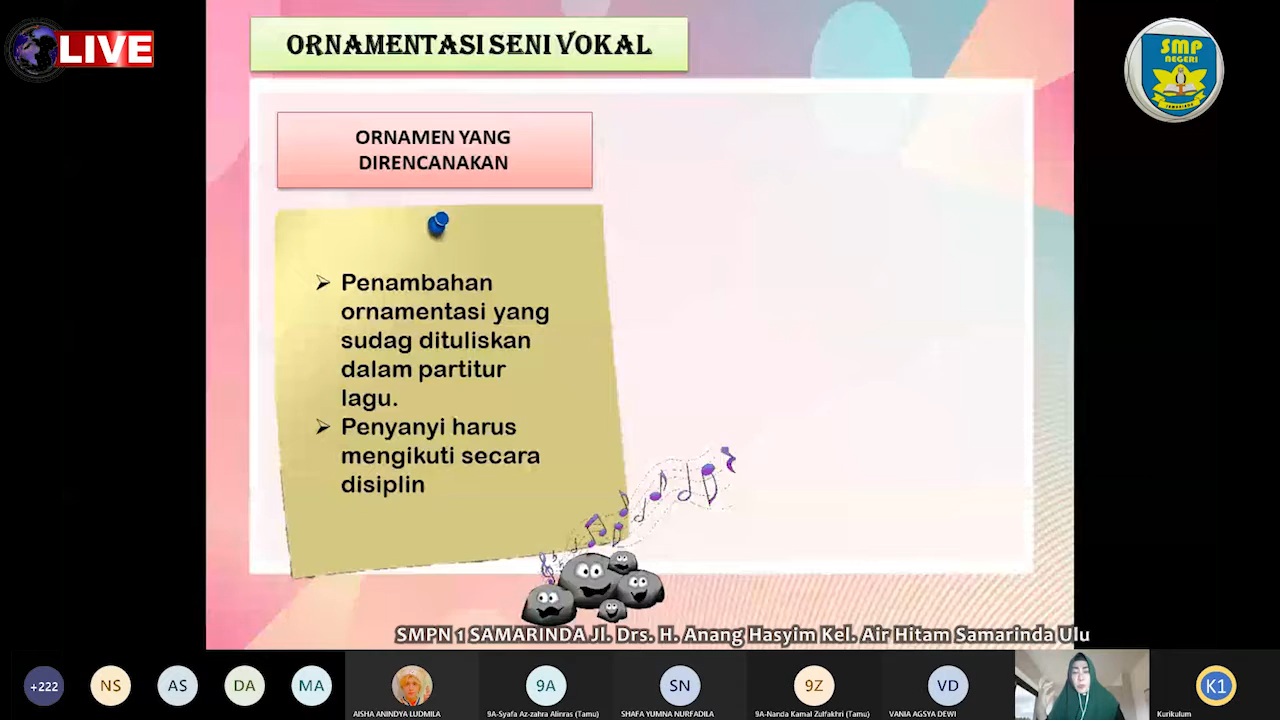 LIVE
ORNAMENTASI SENI VOKAL
SMP
NEGERI
SAMARINDA
ORNAMEN YANG
DIRENCANAKAN
➢ Penambahan
ornamentasi yang
sudag dituliskan
dalam partitur
lagu.
➢ Penyanyi harus
mengikuti secara
disiplin
SMPN 1 SAMARINDA Jl. Drs. H. Anang Hasyim Kel. Air Hitam Samarinda Ulu
+222
NS
AS
DA
MA
AISHA ANINDYA LUDMILA
9A
9A-Syafa Az-zahra Alinras (Tamu)
SN
SHAFA YUMNA NURFADILA
9Z
9A-Nanda Kamal Zulfakhri (Tamu)
VD
VANIA AGSYA DEWI
K1
Kurikulum